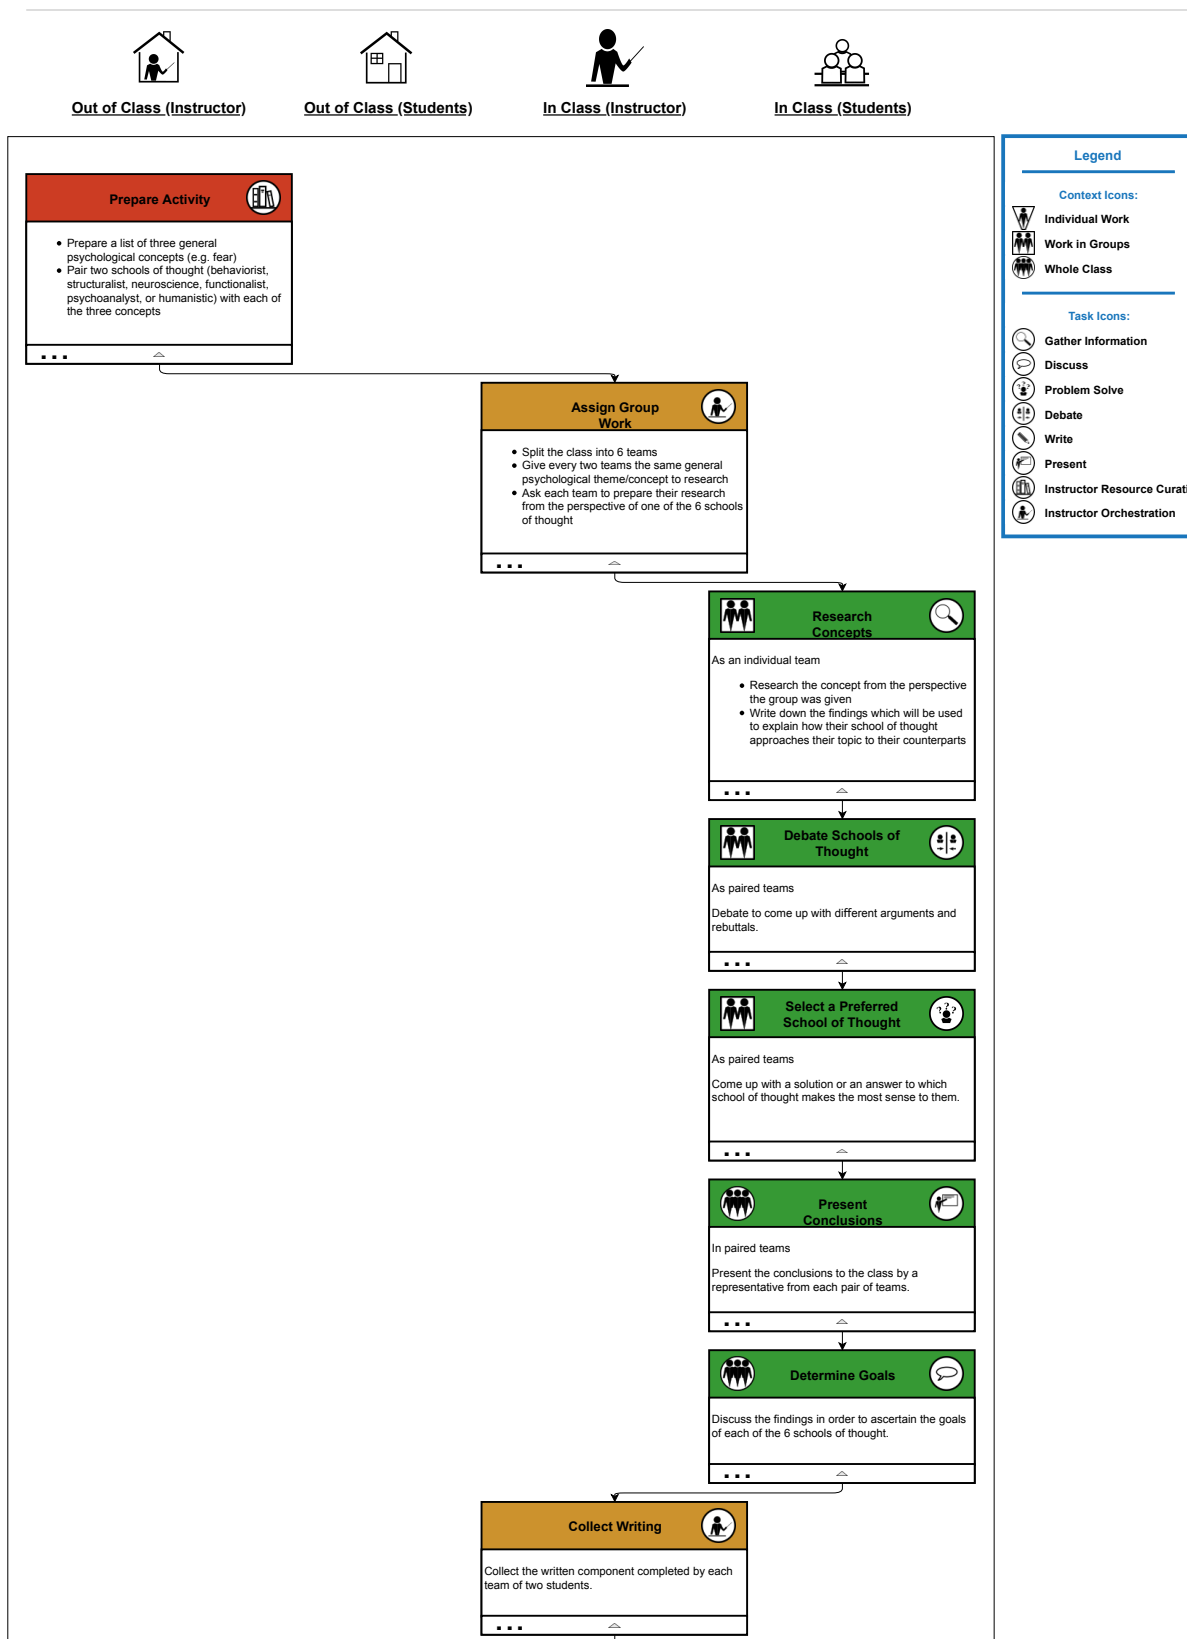 Out of Class (Instructor)
Out of Class (Students)
In Class (Instructor)
In Class (Students)
Legend
Context Icons:
Individual Work
Work in Groups
Whole Class
Task Icons:
Gather Information
Discuss
Problem Solve
Debate
Write
Present
Instructor Resource Curati
Instructor Orchestration
Prepare Activity
• Prepare a list of three general
psychological concepts (e.g. fear)
• Pair two schools of thought (behaviorist,
structuralist, neuroscience, functionalist,
psychoanalyst, or humanistic) with each of
the three concepts
Assign Group
Work
• Split the class into 6 teams
• Give every two teams the same general
psychological theme/concept to research
• Ask each team to prepare their research
from the perspective of one of the 6 schools
of thought
Research
Concepts
As an individual team
• Research the concept from the perspective
the group was given
• Write down the findings which will be used
to explain how their school of thought
approaches their topic to their counterparts
Debate Schools of
Thought
As paired teams
Debate to come up with different arguments and
rebuttals.
Select a Preferred
School of Thought
As paired teams
Come up with a solution or an answer to which
school of thought makes the most sense to them.
Present
Conclusions
In paired teams
Present the conclusions to the class by a
representative from each pair of teams.
Determine Goals
Discuss the findings in order to ascertain the goals
of each of the 6 schools of thought.
Collect Writing
Collect the written component completed by each
team of two students.